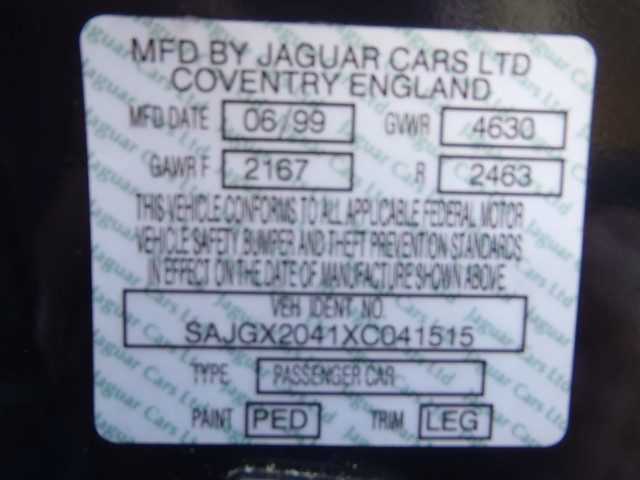 MFD BY JAGUAR CARS LTD
COVENTRY ENGLAND
MFD DATE 06/99 GVWR 4630
GAWR F 2167 R 2463
THIS VEHICLE CONFORMS TO ALL APPLICABLE FEDERAL MOTOR
VEHICLE SAFETY, BUMPER AND THEFT PREVENTION STANDARDS
IN EFFECT ON THE DATE OF MANUFACTURE SHOWN ABOVE.
VEH IDENT NO.
SAJGX2041XC041515
TYPE PASSENGER CAR
PAINT PED TRIM LEG